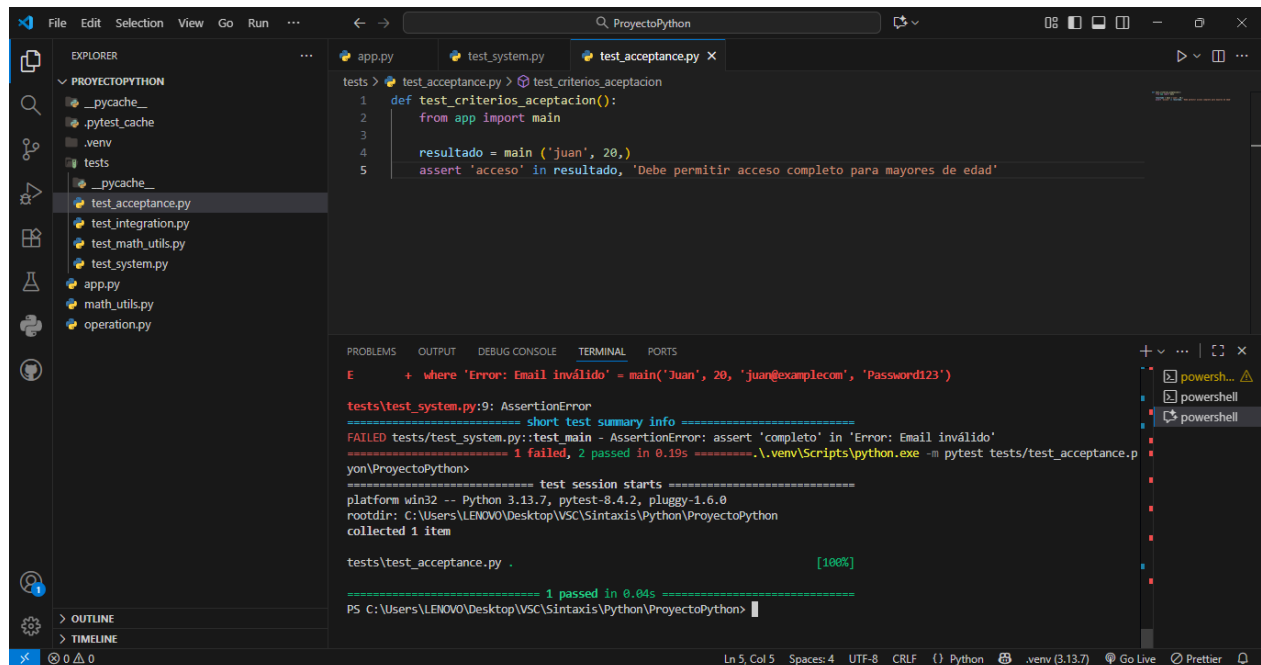 File Edit Selection View Go Run ···
ProyectoPython
EXPLORER
PROYECTOPYTHON
__pycache__
.pytest_cache
.venv
tests
__pycache__
test_acceptance.py
test_integration.py
test_math_utils.py
test_system.py
app.py
math_utils.py
operation.py
OUTLINE
TIMELINE
app.py test_system.py test_acceptance.py
tests > test_acceptance.py > test_criterios_aceptacion
1 def test_criterios_aceptacion():
2 from app import main
3
4 resultado = main ('juan', 20,)
5 assert 'acceso' in resultado, 'Debe permitir acceso completo para mayores de edad'
PROBLEMS OUTPUT DEBUG CONSOLE TERMINAL PORTS
E + where 'Error: Email inválido' = main('Juan', 20, 'juan@examplecom', 'Password123')
tests\test_system.py:9: AssertionError
=========================== short test summary info ===========================
FAILED tests/test_system.py::test_main - AssertionError: assert 'completo' in 'Error: Email inválido'
========================= 1 failed, 2 passed in 0.19s =========.\.venv\Scripts\python.exe -m pytest tests/test_acceptance.p
yon\ProyectoPython>
============================= test session starts =============================
platform win32 -- Python 3.13.7, pytest-8.4.2, pluggy-1.6.0
rootdir: C:\Users\LENOVO\Desktop\VSC\Sintaxis\Python\ProyectoPython
collected 1 item
tests\test_acceptance.py . [100%]
============================== 1 passed in 0.04s ==============================
PS C:\Users\LENOVO\Desktop\VSC\Sintaxis\Python\ProyectoPython>
powersh...
powershell
powershell
1
0 0 Ln 5, Col 5 Spaces: 4 UTF-8 CRLF {} Python .venv (3.13.7) Go Live Prettier